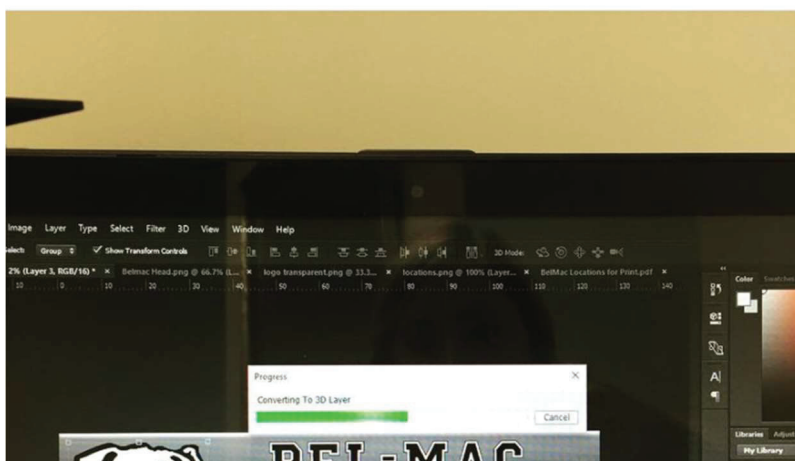 Image Layer Type Select Filter 3D View Window Help
Select: Group Show Transform Controls 3D Mode:
2% (Layer 3, RGB/16) * × Belmac Head.png @ 66.7% (L... × logo transparent.png @ 33.3... × locations.png @ 100% (Layer... × BelMac Locations for Print.pdf ×
10 0 10 20 30 40 50 60 70 80 90 100 110 120 130 140
Color Swatches
Progress ×
Converting To 3D Layer
Cancel
A
Libraries Adjust
My Library
BEL-MAC